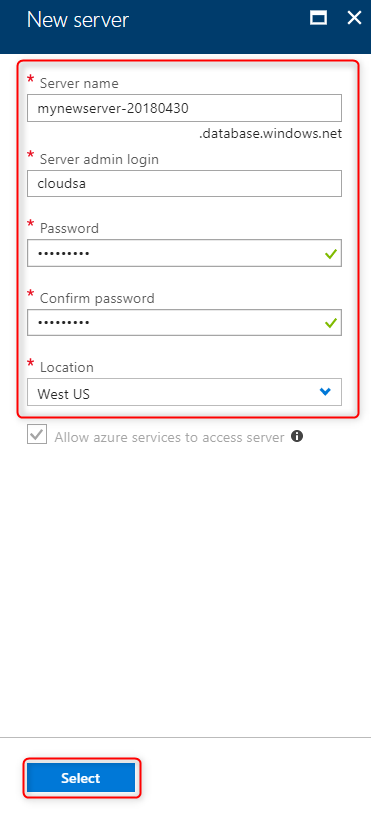 New server
* Server name
mynewserver-20180430
.database.windows.net
* Server admin login
cloudsa
* Password
•••••••••
* Confirm password
•••••••••
* Location
West US
Allow azure services to access server
Select